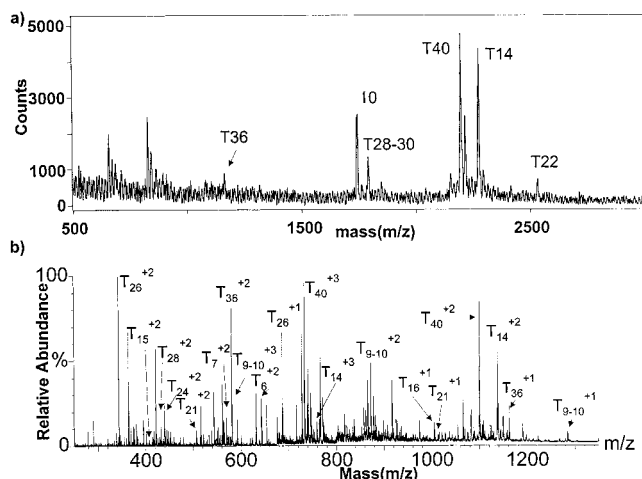 a)
5000
3000
1000
0
Counts
T36
10
T28-30
T40
T14
T22
500
1500
2500
mass(m/z)
b)
100
%
0
Relative Abundance
T26 +2
T15 +2
T28 +2
T24 +2
T21 +2
T7 +2
T36 +2
T9-10 +3
T6 +2
T26 +1
T40 +3
T14 +3
T9-10 +2
T16 +1
T21 +1
T40 +2
T14 +2
T36 +1
T9-10 +1
400
600
800
1000
1200
Mass(m/z)